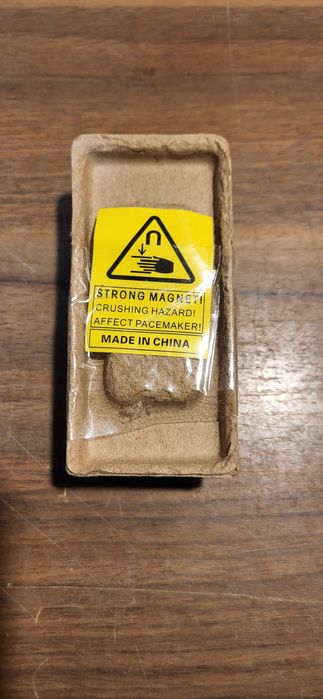 STRONG MAGNET!
CRUSHING HAZARD!
AFFECT PACEMAKER!
MADE IN CHINA